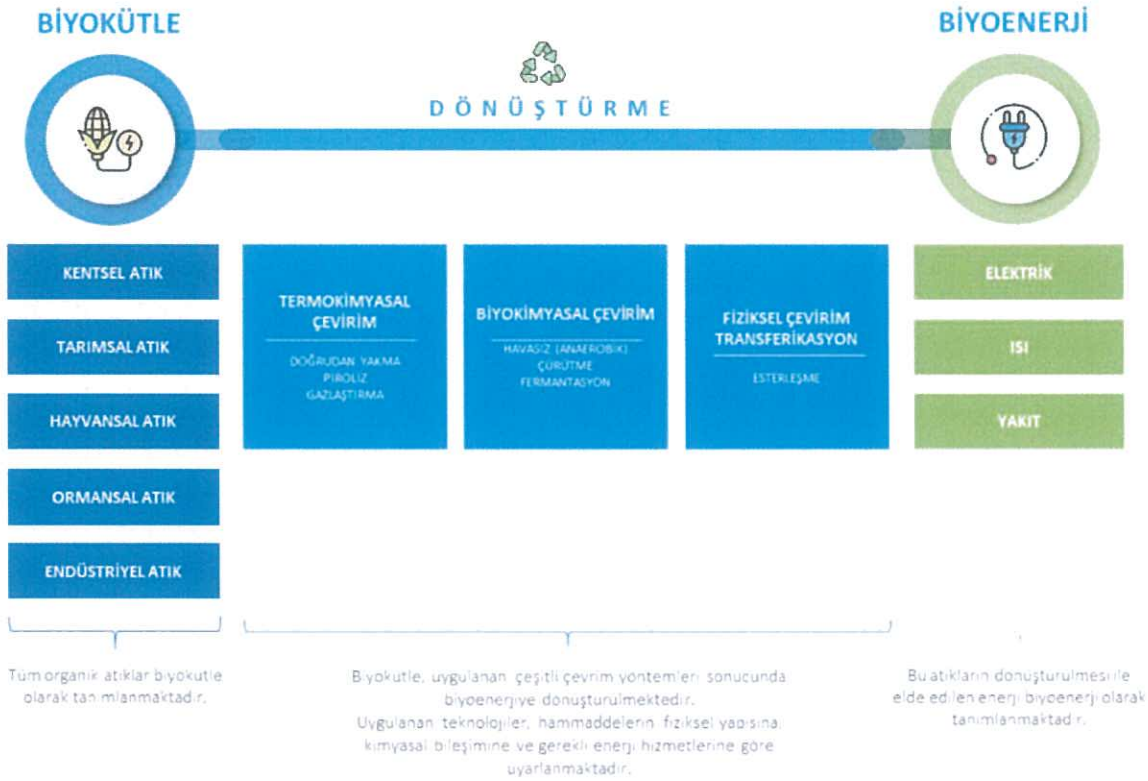 BİYOKÜTLE
BİYOENERJİ
DÖNÜŞTÜRME
KENTSEL ATIK
TARIMSAL ATIK
HAYVANSAL ATIK
ORMANSAL ATIK
ENDÜSTRİYEL ATIK
TERMOKİMYASAL
ÇEVİRİM
DOĞRUDAN YAKMA
PİROLİZ
GAZLAŞTIRMA
BİYOKİMYASAL ÇEVİRİM
HAVASIZ (ANAEROBİK)
ÇÜRÜTME
FERMANTASYON
FİZİKSEL ÇEVİRİM
TRANSFERİKASYON
ESTERLEŞME
ELEKTRİK
ISI
YAKIT
Tüm organik atıklar biyokütle
olarak tanımlanmaktadır.
Biyokütle, uygulanan çeşitli çevrim yöntemleri sonucunda
biyoenerjiye dönüştürülmektedir.
Uygulanan teknolojiler, hammaddelerin fiziksel yapısına,
kimyasal bileşimine ve gerekli enerji hizmetlerine göre
uyarlanmaktadır.
Bu atıkların dönüştürülmesi ile
elde edilen enerji biyoenerji olarak
tanımlanmaktadır.